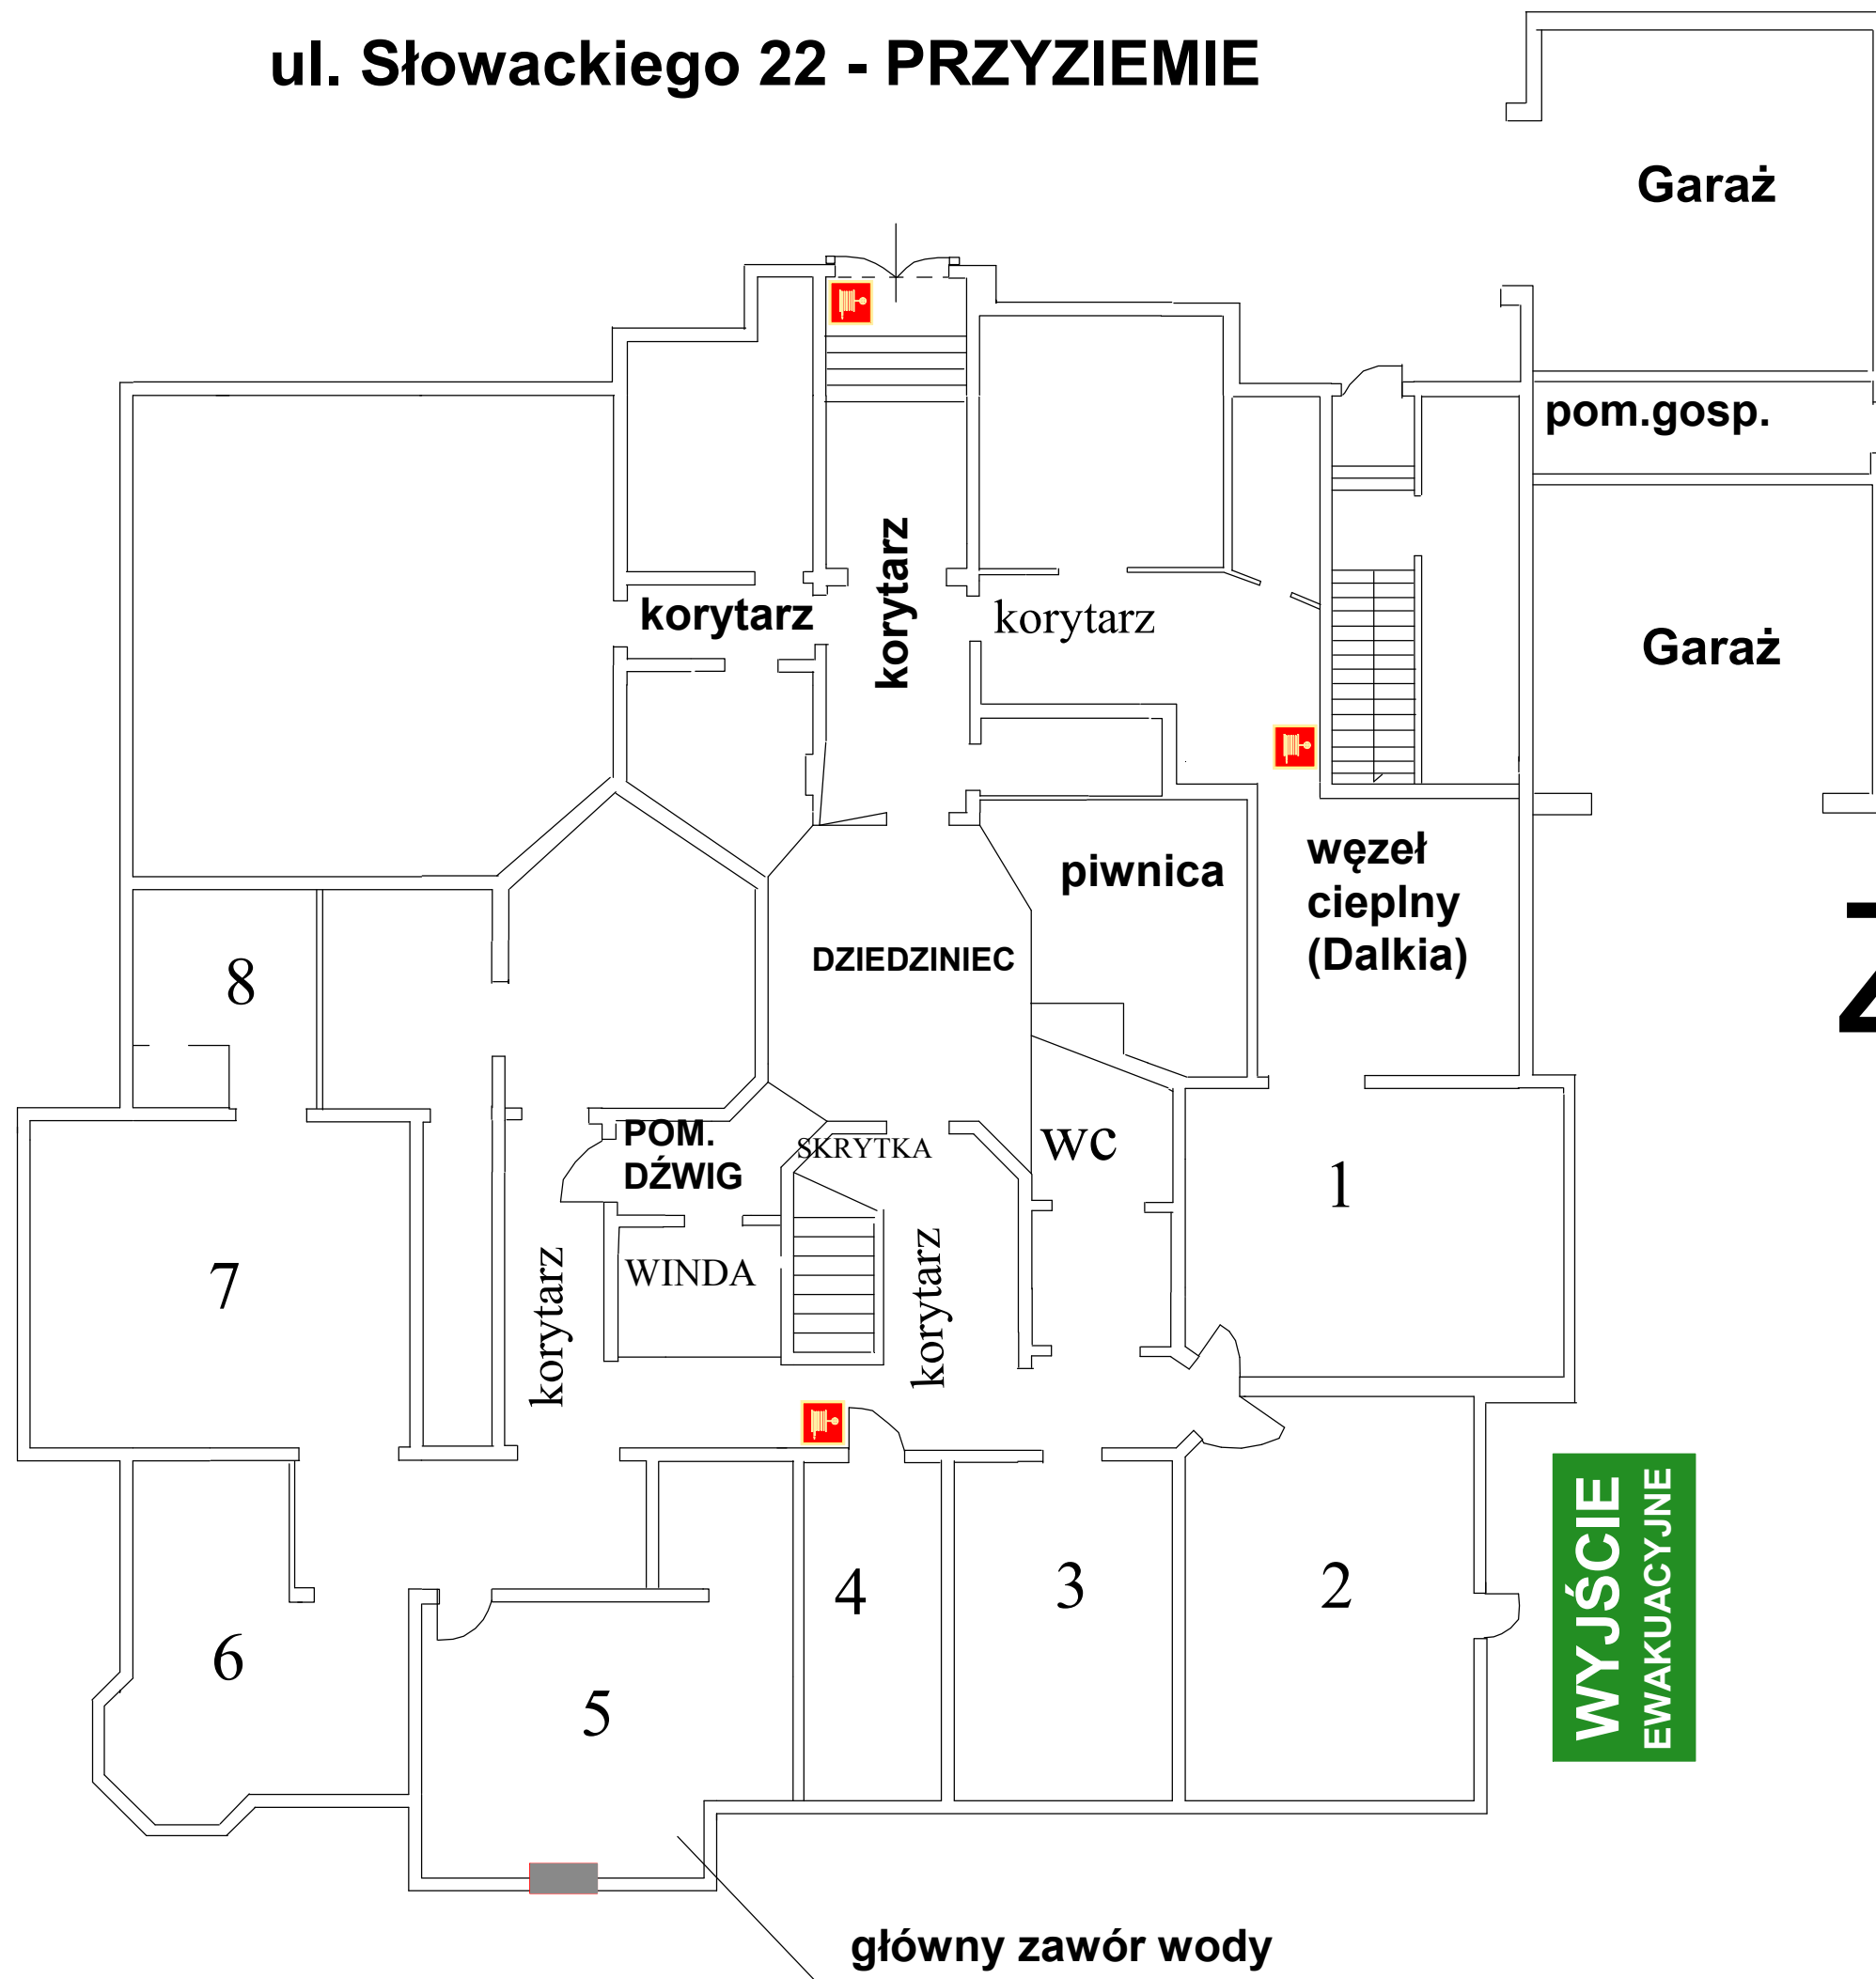 ul. Słowackiego 22 - PRZYZIEMIE
Garaż
pom.gosp.
korytarz
korytarz
korytarz
Garaż
piwnica
węzeł
cieplny
(Dalkia)
DZIEDZINIEC
8
POM.
DŹWIG
SKRYTKA
wc
1
7
WINDA
korytarz
korytarz
WYJŚCIE
EWAKUACYJNE
4
3
2
6
5
główny zawór wody